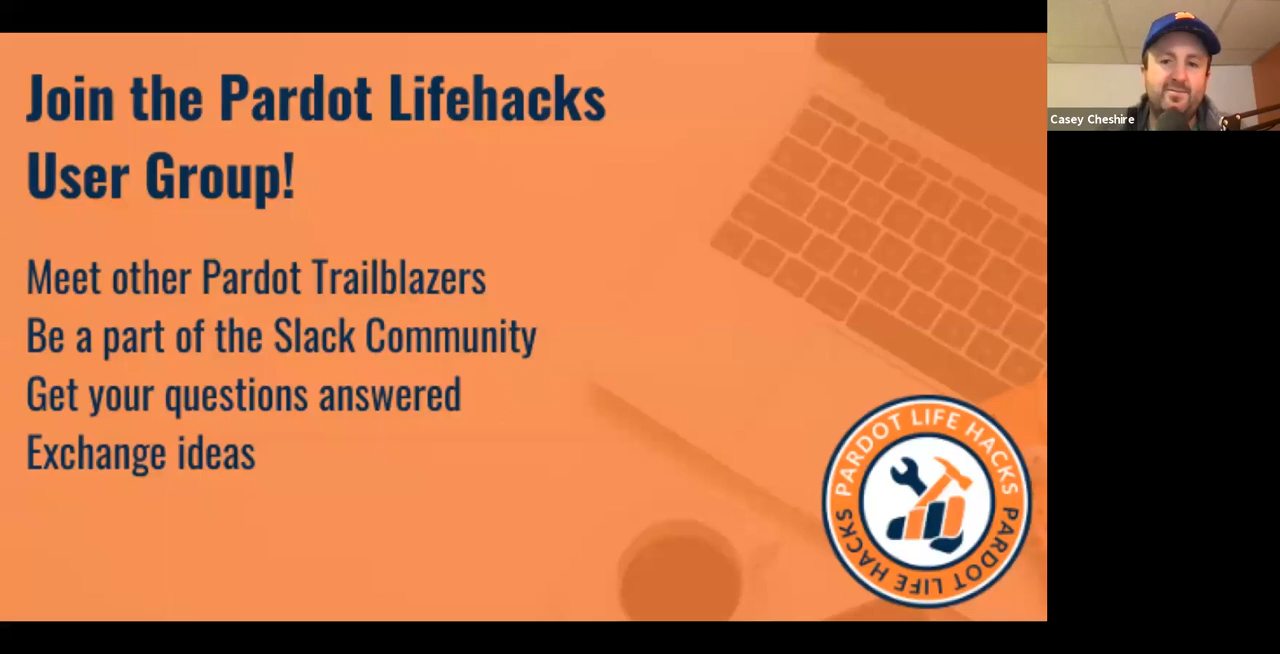 Join the Pardot Lifehacks
User Group!
Meet other Pardot Trailblazers
Be a part of the Slack Community
Get your questions answered
Exchange ideas
PARDOT LIFE HACKS PARDOT LIFE HACKS
Casey Cheshire